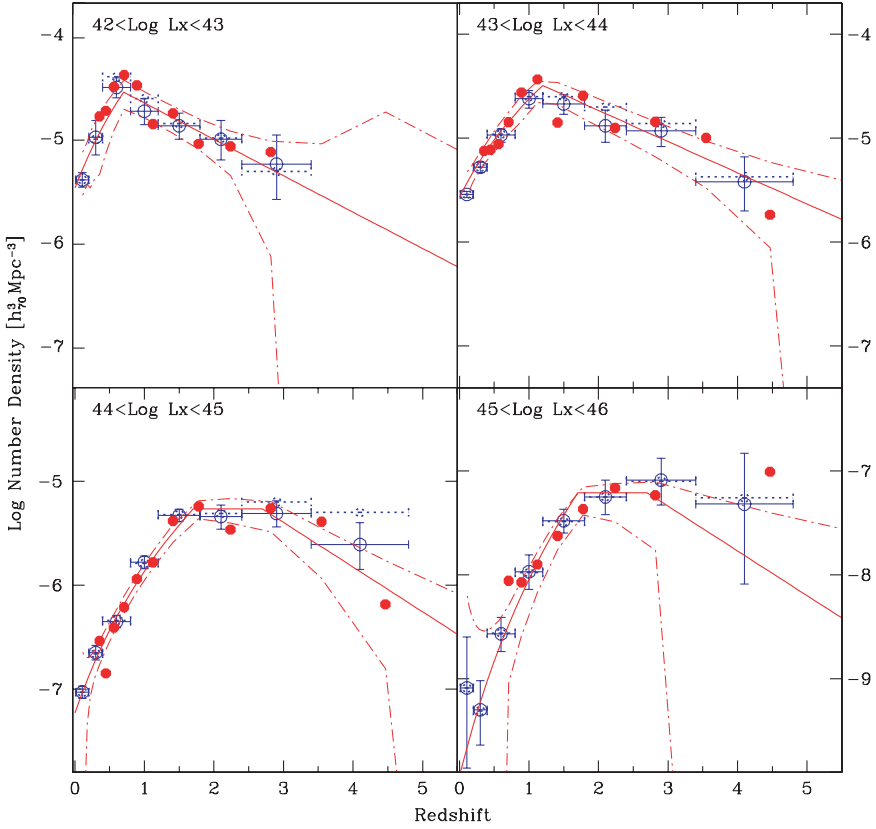 42<Log Lx<43
43<Log Lx<44
-4
-4
-5
-5
-6
-6
-7
-7
44<Log Lx<45
45<Log Lx<46
-5
-7
-6
-8
-7
-9
0 1 2 3 4 5
0 1 2 3 4 5
Redshift
Log Number Density [h³₇₀Mpc⁻³]